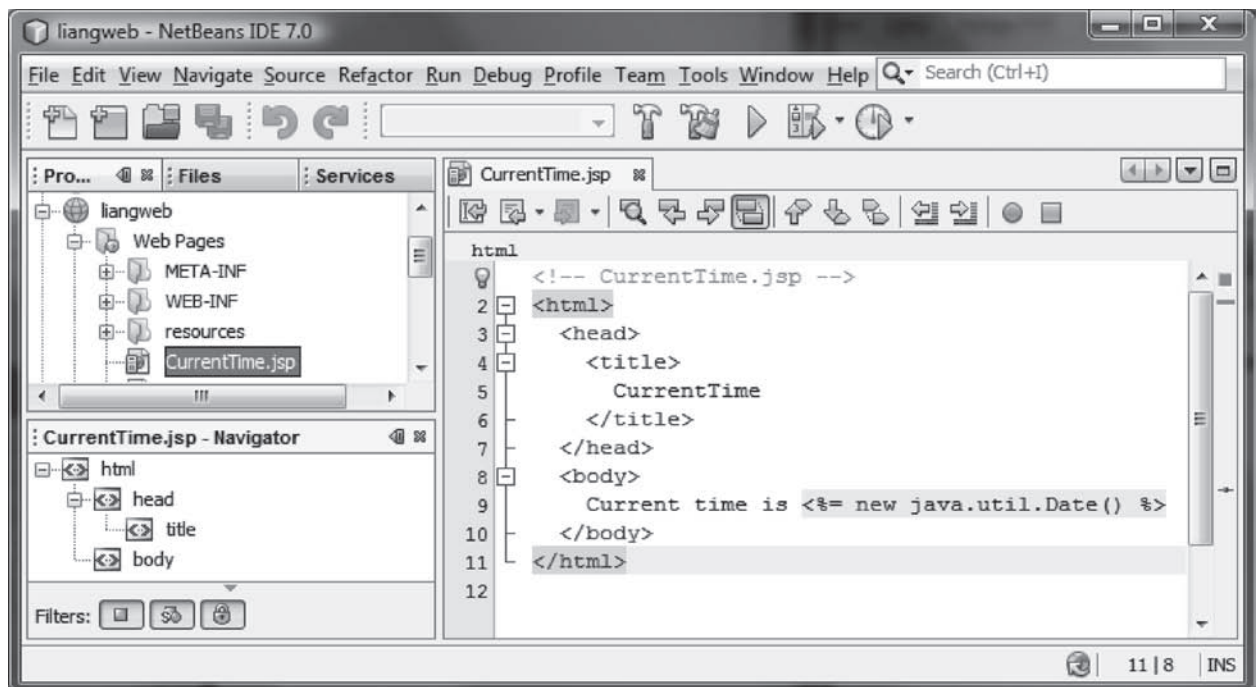 liangweb - NetBeans IDE 7.0
File Edit View Navigate Source Refactor Run Debug Profile Team Tools Window Help Search (Ctrl+I)
Pro... Files Services
liangweb
Web Pages
META-INF
WEB-INF
resources
CurrentTime.jsp
CurrentTime.jsp - Navigator
html
head
title
body
Filters:
CurrentTime.jsp
html
<!-- CurrentTime.jsp -->
2 <html>
3 <head>
4 <title>
5 CurrentTime
6 </title>
7 </head>
8 <body>
9 Current time is <%= new java.util.Date() %>
10 </body>
11 </html>
12
11 | 8 INS